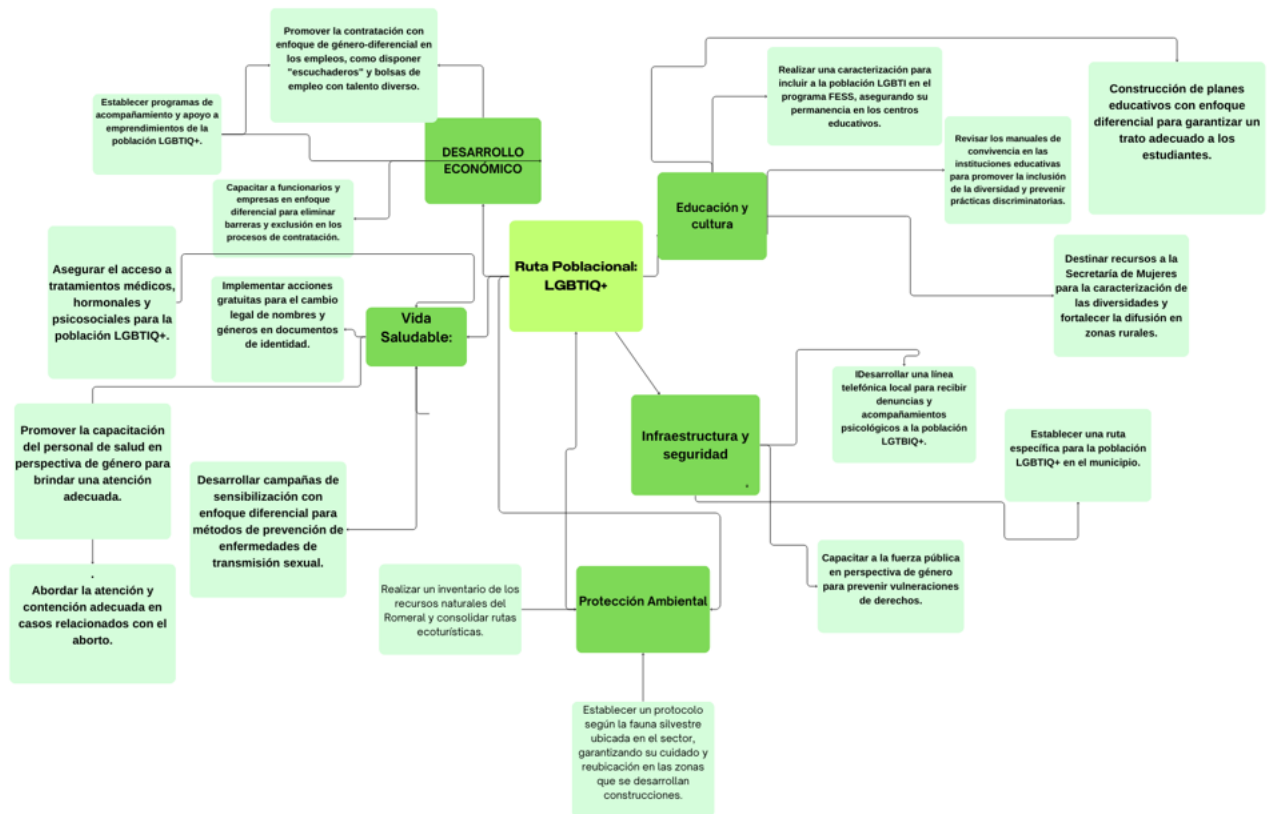 Promover la contratación con
enfoque de género-diferencial en
los empleos, como disponer
"escuchaderos" y bolsas de
empleo con talento diverso.
Establecer programas de
acompañamiento y apoyo a
emprendimientos de la
población LGBTIQ+.
DESARROLLO
ECONÓMICO
Capacitar a funcionarios y
empresas en enfoque
diferencial para eliminar
barreras y exclusión en los
procesos de contratación.
Realizar una caracterización para
incluir a la población LGBTI en el
programa FESS, asegurando su
permanencia en los centros
educativos.
Construcción de planes
educativos con enfoque
diferencial para garantizar un
trato adecuado a los
estudiantes.
Revisar los manuales de
convivencia en las
instituciones educativas
para promover la inclusión
de la diversidad y prevenir
prácticas discriminatorias.
Educación y
cultura
Destinar recursos a la
Secretaría de Mujeres
para la caracterización de
las diversidades y
fortalecer la difusión en
zonas rurales.
Ruta Poblacional:
LGBTIQ+
Asegurar el acceso a
tratamientos médicos,
hormonales y
psicosociales para la
población LGBTIQ+.
Implementar acciones
gratuitas para el cambio
legal de nombres y
géneros en documentos
de identidad.
Vida
Saludable:
Promover la capacitación
del personal de salud en
perspectiva de género para
brindar una atención
adecuada.
Desarrollar campañas de
sensibilización con
enfoque diferencial para
métodos de prevención de
enfermedades de
transmisión sexual.
.
Abordar la atención y
contención adecuada en
casos relacionados con el
aborto.
Infraestructura y
seguridad
.
IDesarrollar una línea
telefónica local para recibir
denuncias y
acompañamientos
psicológicos a la población
LGTBIQ+.
Establecer una ruta
específica para la población
LGBTIQ+ en el municipio.
Capacitar a la fuerza pública
en perspectiva de género
para prevenir vulneraciones
de derechos.
Realizar un inventario de los
recursos naturales del
Romeral y consolidar rutas
ecoturísticas.
Protección Ambiental
Establecer un protocolo
según la fauna silvestre
ubicada en el sector,
garantizando su cuidado y
reubicación en las zonas
que se desarrollan
construcciones.